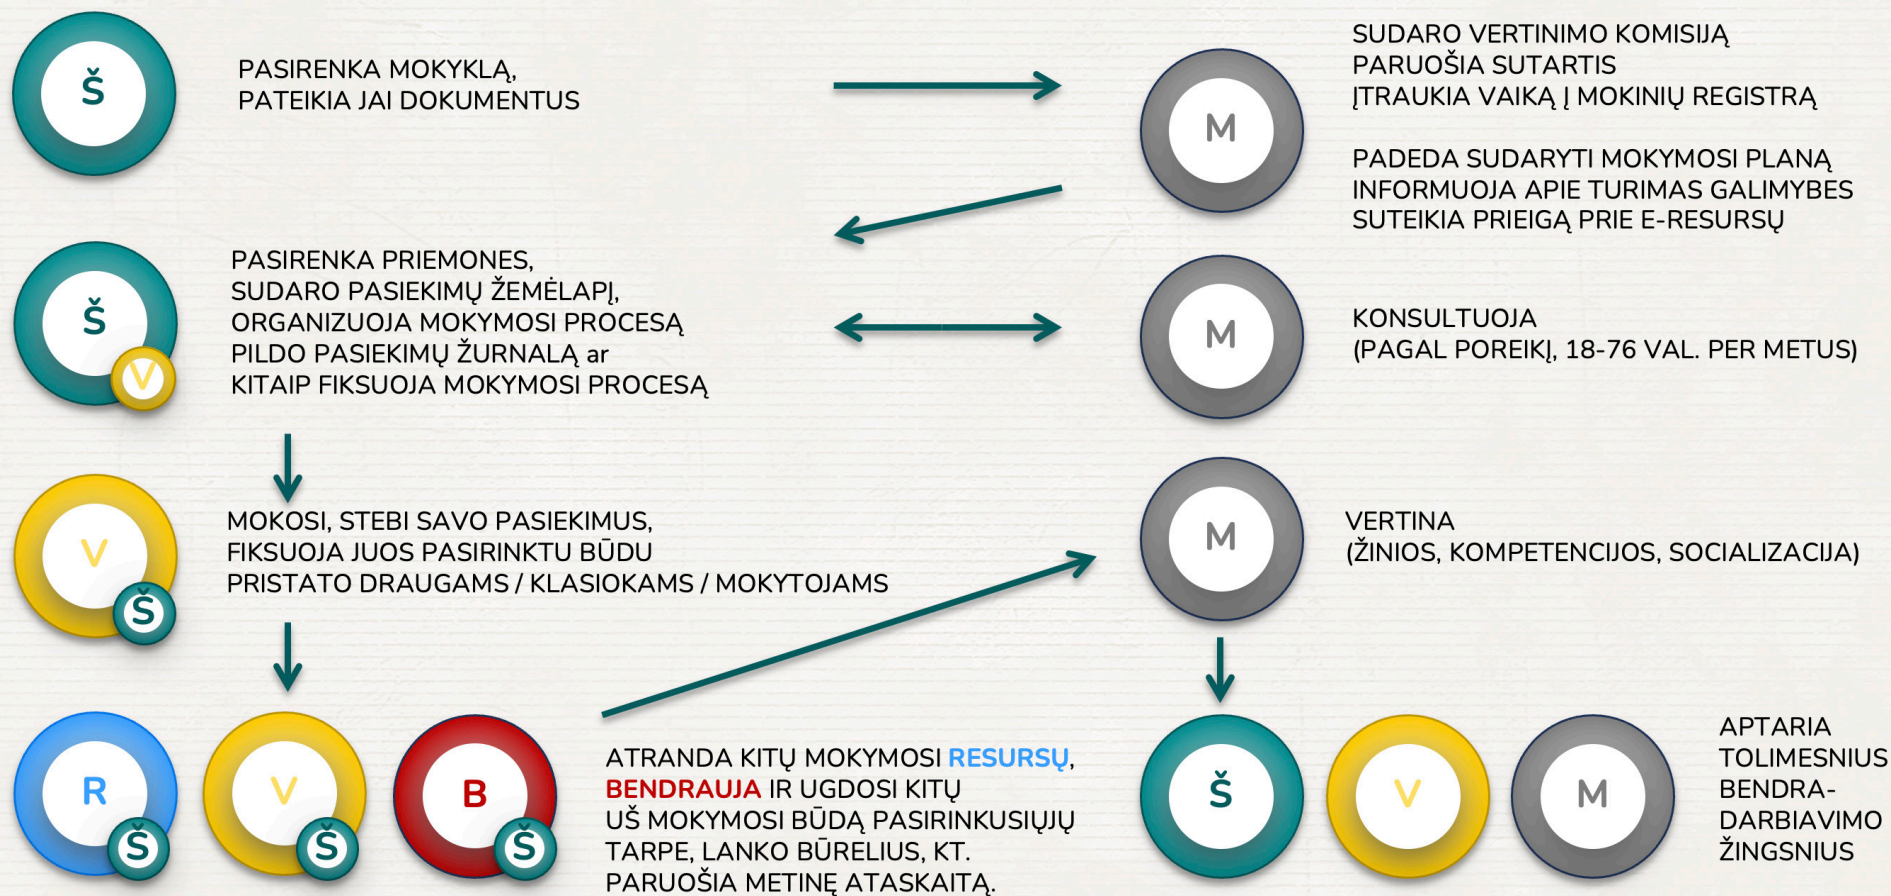 Š
PASIRENKA MOKYKLĄ,
PATEIKIA JAI DOKUMENTUS
M
SUDARO VERTINIMO KOMISIJĄ
PARUOŠIA SUTARTIS
ĮTRAUKIA VAIKĄ Į MOKINIŲ REGISTRĄ
PADEDA SUDARYTI MOKYMOSI PLANĄ
INFORMUOJA APIE TURIMAS GALIMYBES
SUTEIKIA PRIEIGĄ PRIE E-RESURSŲ
Š
V
PASIRENKA PRIEMONES,
SUDARO PASIEKIMŲ ŽEMĖLAPĮ,
ORGANIZUOJA MOKYMOSI PROCESĄ
PILDO PASIEKIMŲ ŽURNALĄ ar
KITAIP FIKSUOJA MOKYMOSI PROCESĄ
M
KONSULTUOJA
(PAGAL POREIKĮ, 18-76 VAL. PER METUS)
V
Š
MOKOSI, STEBI SAVO PASIEKIMUS,
FIKSUOJA JUOS PASIRINKTU BŪDU
PRISTATO DRAUGAMS / KLASIOKAMS / MOKYTOJAMS
M
VERTINA
(ŽINIOS, KOMPETENCIJOS, SOCIALIZACIJA)
R
Š
V
Š
B
Š
ATRANDA KITŲ MOKYMOSI RESURSŲ,
BENDRAUJA IR UGDOSI KITŲ
UŠ MOKYMOSI BŪDĄ PASIRINKUSIŲJŲ
TARPE, LANKO BŪRELIUS, KT.
PARUOŠIA METINĘ ATASKAITĄ.
Š
V
M
APTARIA
TOLIMESNIUS
BENDRA-
DARBIAVIMO
ŽINGSNIUS